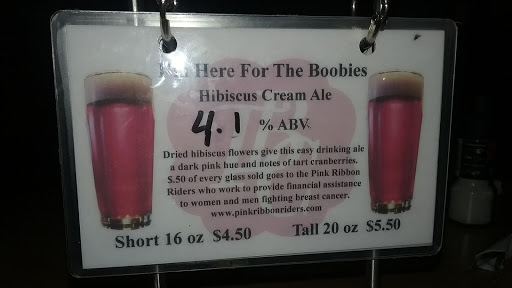 Here For The Boobies
Hibiscus Cream Ale
4.1 % ABV
Dried hibiscus flowers give this easy drinking ale
a dark pink hue and notes of tart cranberries.
$.50 of every glass sold goes to the Pink Ribbon
Riders who work to provide financial assistance
to women and men fighting breast cancer.
www.pinkribbonriders.com
Short 16 oz $4.50
Tall 20 oz $5.50